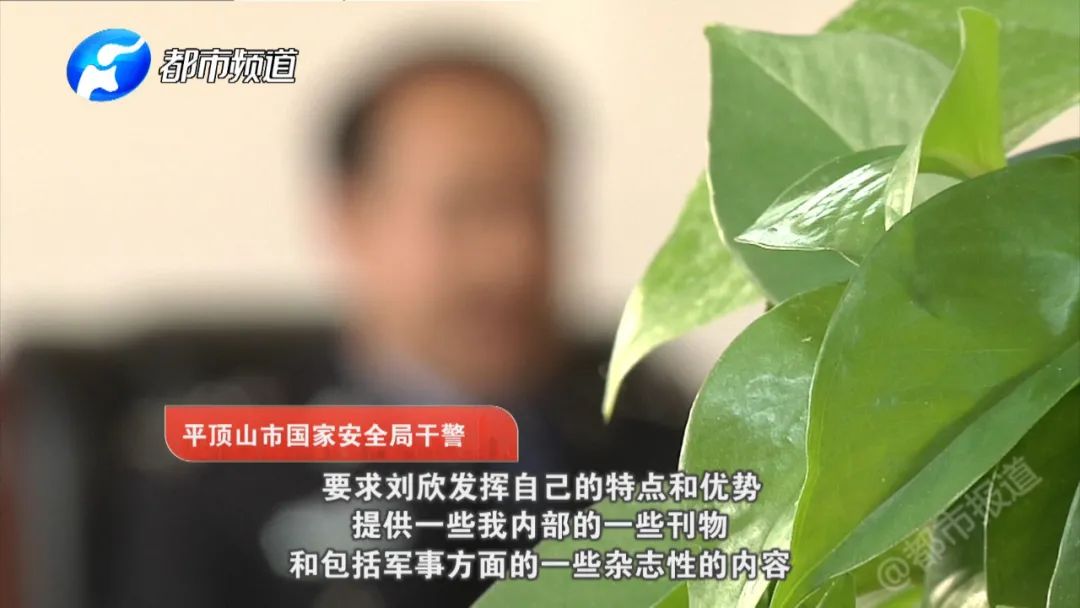 都市频道
平顶山市国家安全局干警
要求刘欣发挥自己的特点和优势
提供一些我内部的一些刊物
和包括军事方面的一些杂志性的内容
@都市报道